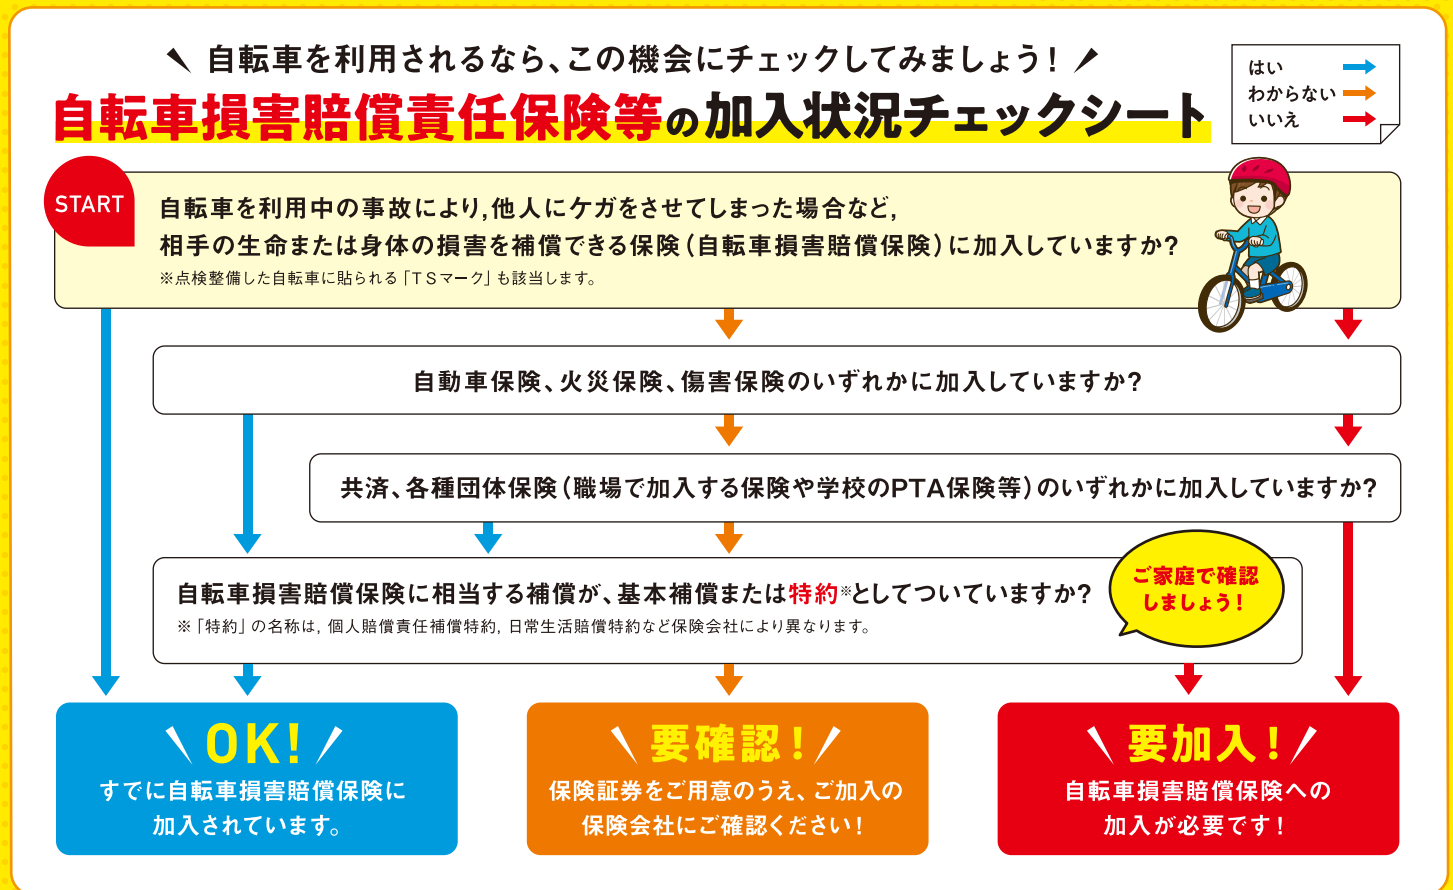 自転車を利用されるなら、この機会にチェックしてみましょう!
自転車損害賠償責任保険等の加入状況チェックシート
はい
わからない
いいえ
START
自転車を利用中の事故により,他人にケガをさせてしまった場合など,
相手の生命または身体の損害を補償できる保険(自転車損害賠償保険)に加入していますか?
※点検整備した自転車に貼られる「TSマーク」も該当します。
自動車保険、火災保険、傷害保険のいずれかに加入していますか?
共済、各種団体保険(職場で加入する保険や学校のPTA保険等)のいずれかに加入していますか?
自転車損害賠償保険に相当する補償が、基本補償または特約※としてついていますか?
※「特約」の名称は, 個人賠償責任補償特約, 日常生活賠償特約など保険会社により異なります。
ご家庭で確認
しましょう!
OK!
すでに自転車損害賠償保険に
加入されています。
要確認!
保険証券をご用意のうえ、ご加入の
保険会社にご確認ください!
要加入!
自転車損害賠償保険への
加入が必要です!